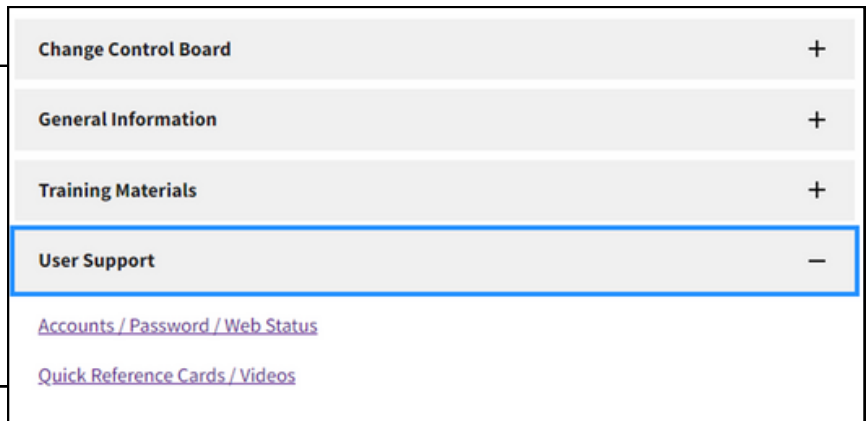 Change Control Board
General Information
Training Materials
User Support
Accounts / Password / Web Status
Quick Reference Cards / Videos